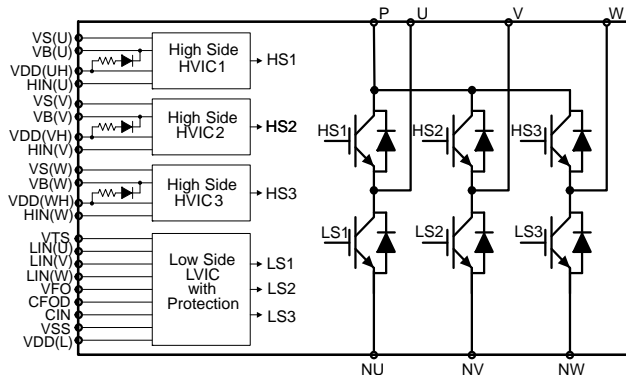 P
U
V
W
VS(U)
VB(U)
VDD(UH)
HIN(U)
High Side
HVIC1
HS1
VS(V)
VB(V)
VDD(VH)
HIN(V)
High Side
HVIC2
HS2
VS(W)
VB(W)
VDD(WH)
HIN(W)
High Side
HVIC3
HS3
VTS
LIN(U)
LIN(V)
LIN(W)
VFO
CFOD
CIN
VSS
VDD(L)
Low Side
LVIC
with
Protection
LS1
LS2
LS3
HS1
HS2
HS3
LS1
LS2
LS3
NU
NV
NW